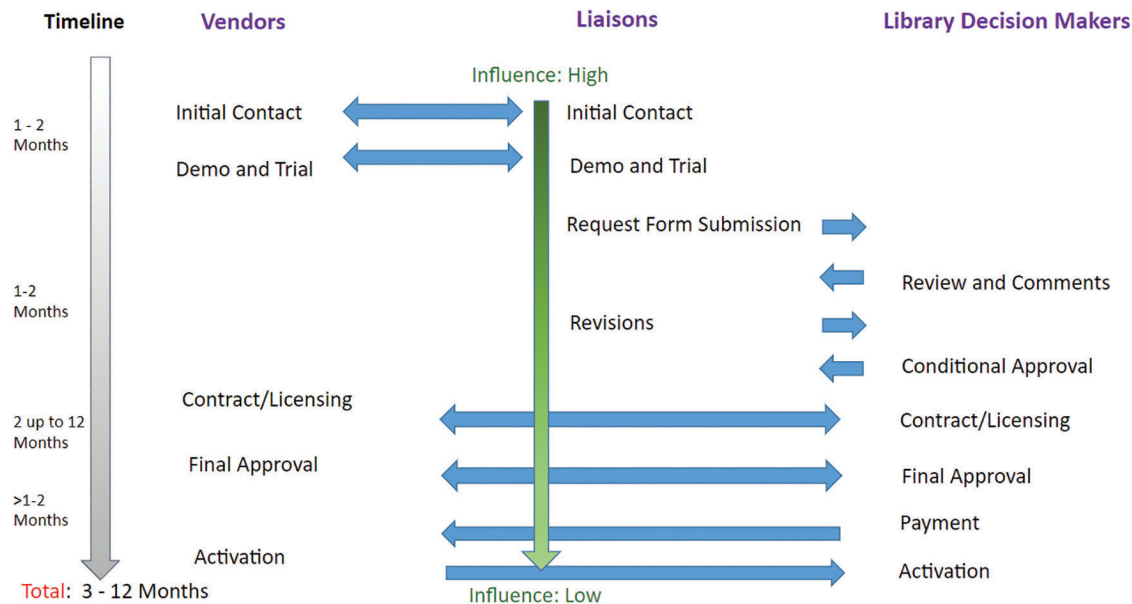 Timeline
Vendors
Liaisons
Library Decision Makers
Influence: High
1 - 2
Months
Initial Contact
Initial Contact
Demo and Trial
Demo and Trial
Request Form Submission
1-2
Months
Review and Comments
Revisions
Conditional Approval
2 up to 12
Months
Contract/Licensing
Contract/Licensing
Final Approval
Final Approval
>1-2
Months
Payment
Activation
Activation
Total: 3 - 12 Months
Influence: Low